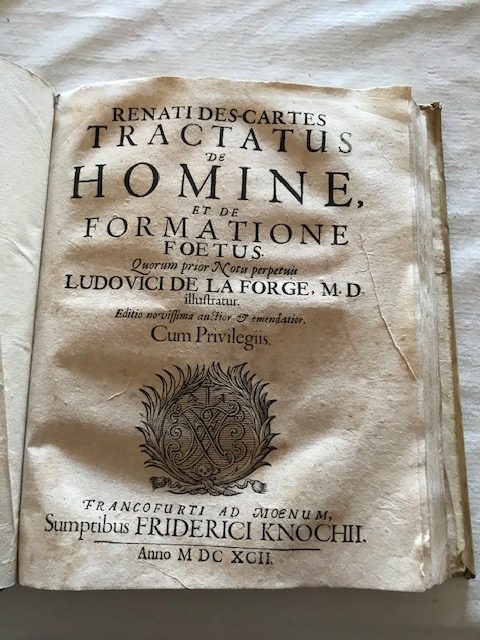 RENATI DES-CARTES
TRACTATUS
DE
HOMINE,
ET DE
FORMATIONE
FOETUS.
Quorum prior Notis perpetuis
LUDOVICI DE LA FORGE, M. D.
illustratur.
Editio noviſſima auctior & emendatior.
Cum Privilegiis.
FRANCOFURTI AD MOENUM,
Sumptibus FRIDERICI KNOCHII.
Anno M DC XCII.